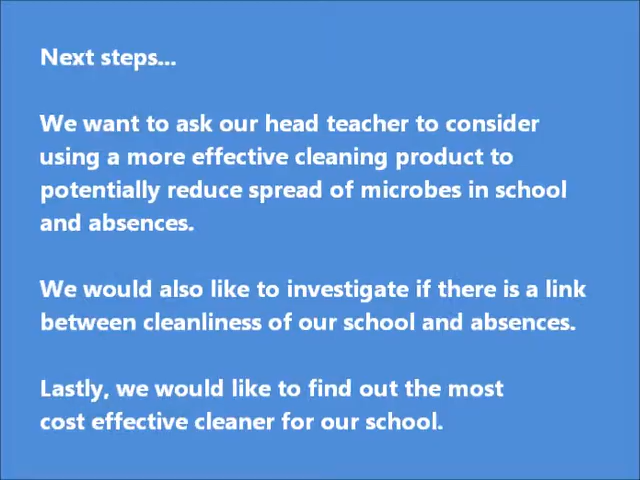 Next steps...
We want to ask our head teacher to consider
using a more effective cleaning product to
potentially reduce spread of microbes in school
and absences.
We would also like to investigate if there is a link
between cleanliness of our school and absences.
Lastly, we would like to find out the most
cost effective cleaner for our school.